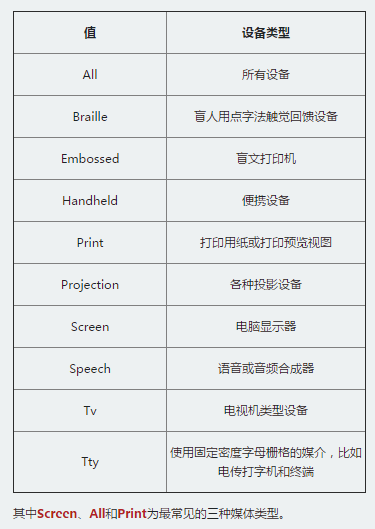 值 设备类型
All 所有设备
Braille 盲人用点字法触觉回馈设备
Embossed 盲文打印机
Handheld 便携设备
Print 打印用纸或打印预览视图
Projection 各种投影设备
Screen 电脑显示器
Speech 语音或音频合成器
Tv 电视机类型设备
Tty 使用固定密度字母栅格的媒介，比如
电传打字机和终端
其中Screen、All和Print为最常见的三种媒体类型。